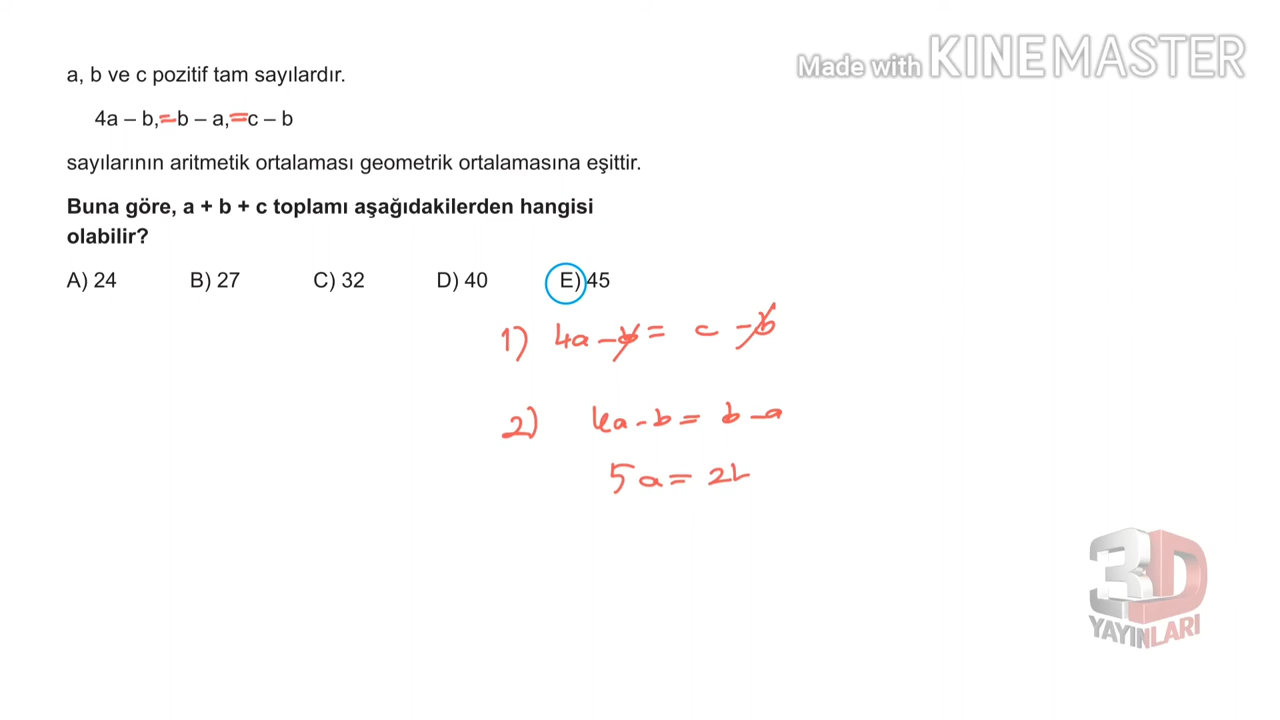 Made with KINEMASTER
a, b ve c pozitif tam sayılardır.
4a – b,= b – a,= c – b
sayılarının aritmetik ortalaması geometrik ortalamasına eşittir.
Buna göre, a + b + c toplamı aşağıdakilerden hangisi
olabilir?
A) 24 B) 27 C) 32 D) 40 E) 45
1) 4a – b = c – b
2) 4a – b = b – a
5a = 2b
3D
YAYINLARI